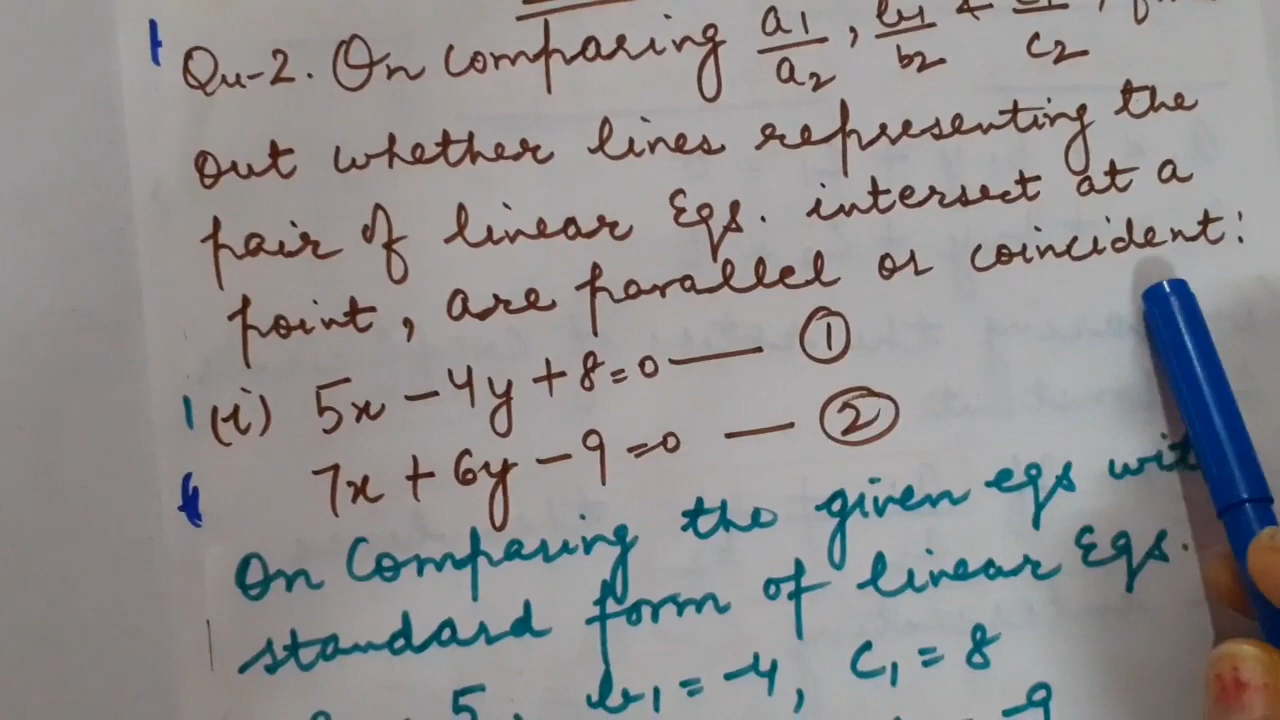 Qu-2. On comparing a1/a2, b1/b2 & c1/c2,
out whether lines representing the
pair of linear Eqs. intersect at a
point, are parallel or coincident:
(i) 5x - 4y + 8 = 0 — ①
7x + 6y - 9 = 0 — ②
On Comparing the given eqs
standard form of linear Eqs.
5, b1 = -4, C1 = 8
= -9